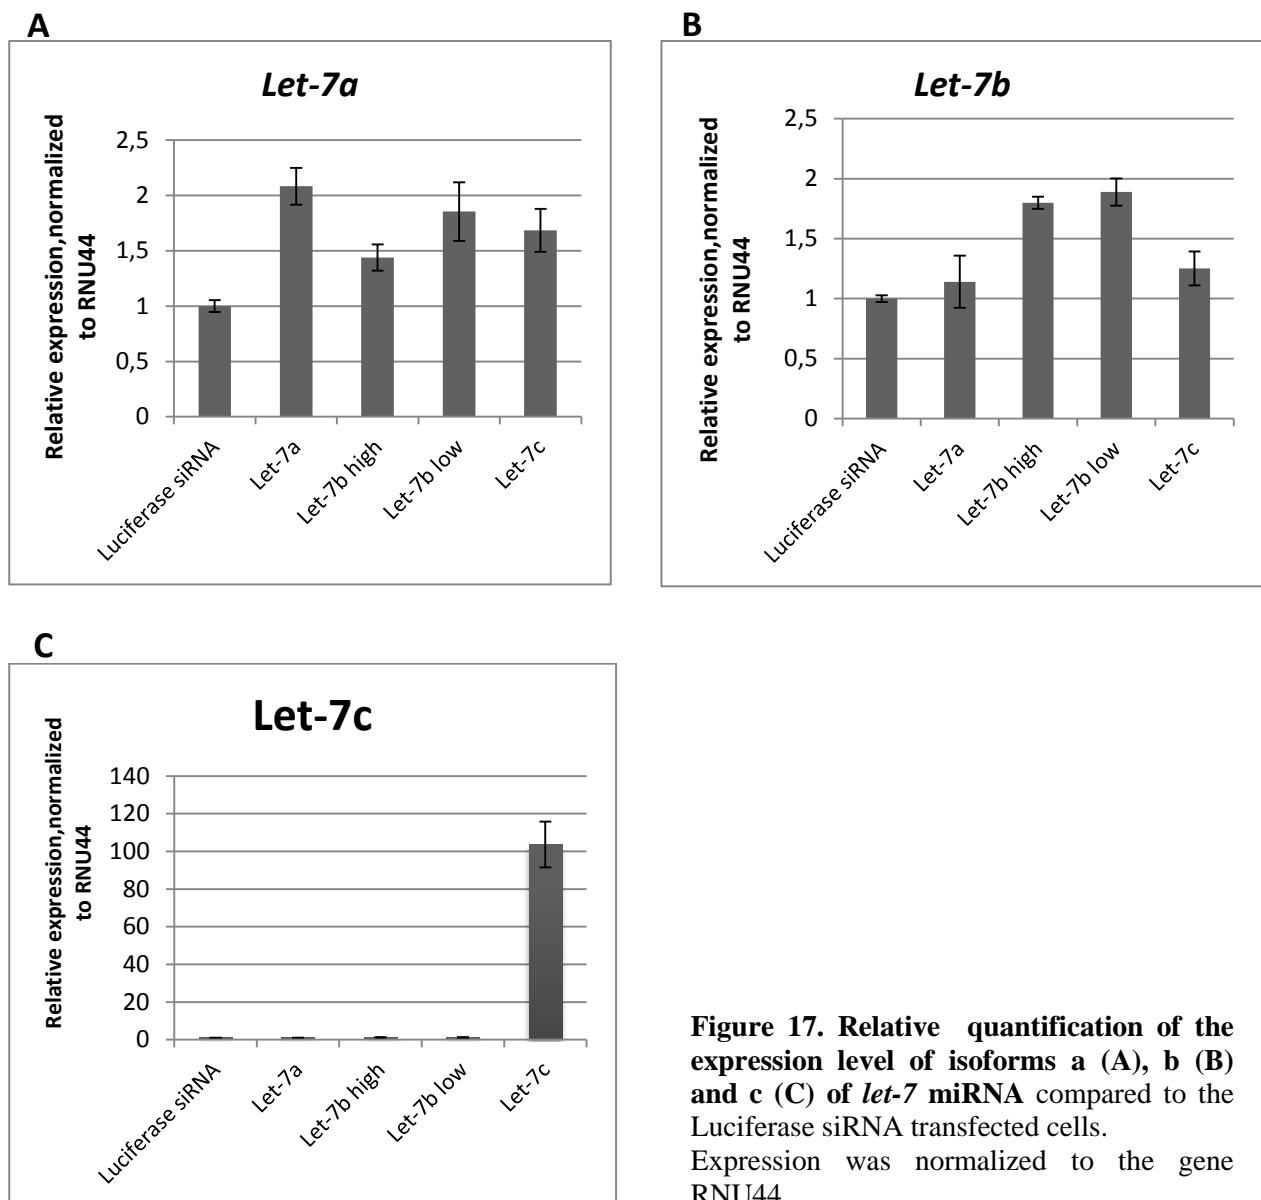 A
Let-7a
Relative expression,normalized
to RNU44
2,5
2
1,5
1
0,5
0
Luciferase siRNA
Let-7a
Let-7b high
Let-7b low
Let-7c
B
Let-7b
Relative expression,normalized
to RNU44
2,5
2
1,5
1
0,5
0
Luciferase siRNA
Let-7a
Let-7b high
Let-7b low
Let-7c
C
Let-7c
Relative expression,normalized
to RNU44
140
120
100
80
60
40
20
0
Luciferase siRNA
Let-7a
Let-7b high
Let-7b low
Let-7c
Figure 17. Relative quantification of the
expression level of isoforms a (A), b (B)
and c (C) of let-7 miRNA compared to the
Luciferase siRNA transfected cells.
Expression was normalized to the gene
RNU44